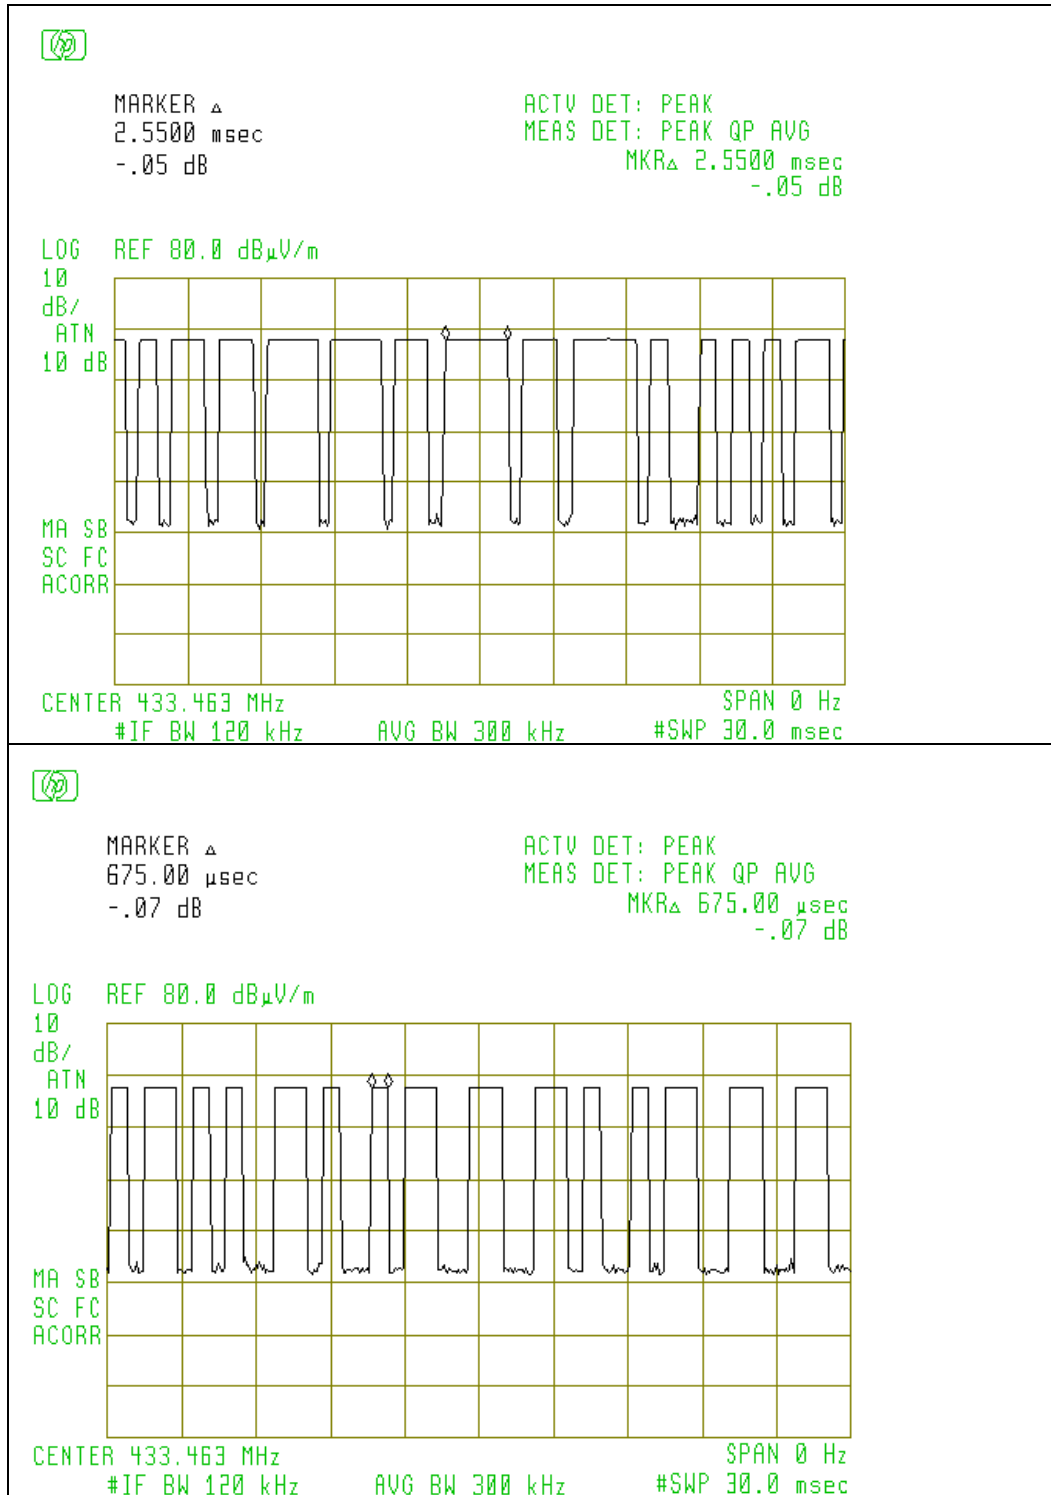 hp
MARKER △
2.5500 msec
-.05 dB
ACTV DET: PEAK
MEAS DET: PEAK QP AVG
MKR△ 2.5500 msec
-.05 dB
LOG REF 80.0 dBµV/m
10
dB/
ATN
10 dB
MA SB
SC FC
ACORR
CENTER 433.463 MHz SPAN 0 Hz
#IF BW 120 kHz AVG BW 300 kHz #SWP 30.0 msec
hp
MARKER △
675.00 µsec
-.07 dB
ACTV DET: PEAK
MEAS DET: PEAK QP AVG
MKR△ 675.00 µsec
-.07 dB
LOG REF 80.0 dBµV/m
10
dB/
ATN
10 dB
MA SB
SC FC
ACORR
CENTER 433.463 MHz SPAN 0 Hz
#IF BW 120 kHz AVG BW 300 kHz #SWP 30.0 msec